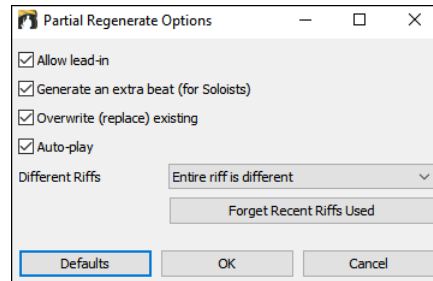 Partial Regenerate Options
Allow lead-in
Generate an extra beat (for Soloists)
Overwrite (replace) existing
Auto-play
Different Riffs Entire riff is different
Forget Recent Riffs Used
Defaults OK Cancel